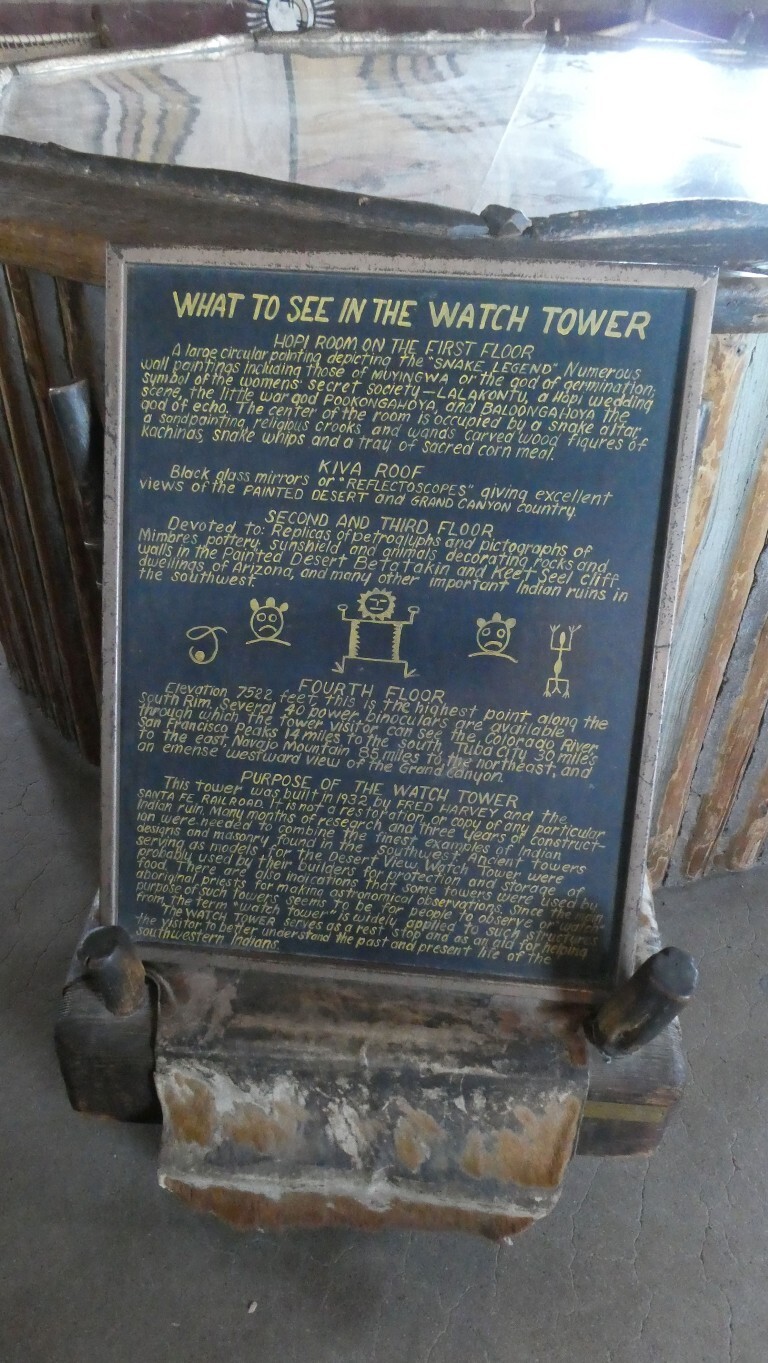 WHAT TO SEE IN THE WATCH TOWER
HOPI ROOM ON THE FIRST FLOOR
A large circular painting depicting the "SNAKE LEGEND". Numerous
wall paintings including those of MUYINGWA or the god of germination;
symbol of the womens' secret society—LALAKONTU, a Hopi wedding
scene, the little war god POOKONGAHOYA, and BALOONGAHOYA the
god of echo. The center of the room is occupied by a snake altar,
a sandpainting, religious crooks and wands carved wood figures of
kachinas, snake whips and a tray of sacred corn meal.
KIVA ROOF
Black glass mirrors or "REFLECTOSCOPES" giving excellent
views of the PAINTED DESERT and GRAND CANYON country.
SECOND AND THIRD FLOOR
Devoted to: Replicas of petroglyphs and pictographs of
Mimbres pottery, sunshield, and animals decorating rocks and
walls in the Painted Desert Betatakin and Keet Seel cliff
dwellings of Arizona, and many other important Indian ruins in
the southwest.
FOURTH FLOOR
Elevation 7522 feet, this is the highest point along the
South Rim. Several 40 power binoculars are available
through which the tower visitor can see the Colorado River,
San Francisco Peaks 14 miles to the south, Tuba City 30 miles
to the east, Navajo Mountain 85 miles to the northeast, and
an emense westward view of the Grand Canyon.
PURPOSE OF THE WATCH TOWER
This tower was built in 1932 by FRED HARVEY and the
SANTA FE RAILROAD. It is not a restoration or copy of any particular
Indian ruin. Many months of research and three years of construct-
ion were needed to combine the finest examples of Indian
designs and masonry found in the Southwest. Ancient Towers
serving as models for the Desert View Watch Tower were
probably used by their builders for protection and storage of
food. There are also indications that some towers were used by
aboriginal priests for making astronomical observations. Since the main
purpose of such towers seems to be for people to observe or watch
from, the term "watch tower" is widely applied to such structures.
The WATCH TOWER serves as a rest stop and as an aid for helping
the visitor to better understand the past and present life of the
Southwestern Indians.